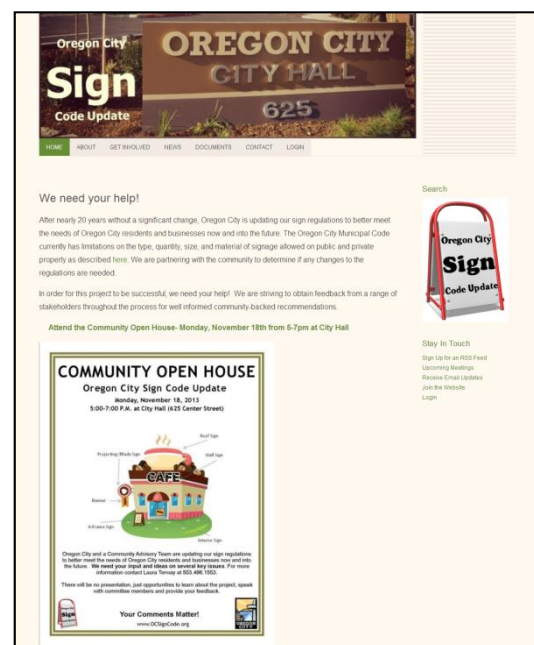 Oregon City
Sign
Code Update
OREGON CITY
CITY HALL
625
HOME ABOUT GET INVOLVED NEWS DOCUMENTS CONTACT LOGIN
We need your help!
After nearly 20 years without a significant change, Oregon City is updating our sign regulations to better meet
the needs of Oregon City residents and businesses now and into the future. The Oregon City Municipal Code
currently has limitations on the type, quantity, size, and material of signage allowed on public and private
property as described here. We are partnering with the community to determine if any changes to the
regulations are needed.
In order for this project to be successful, we need your help! We are striving to obtain feedback from a range of
stakeholders throughout the process for well informed community-backed recommendations.
Attend the Community Open House- Monday, November 18th from 5-7pm at City Hall
COMMUNITY OPEN HOUSE
Oregon City Sign Code Update
Monday, November 18, 2013
5:00-7:00 P.M. at City Hall (625 Center Street)
Roof Sign
Projecting/Blade Sign
Wall Sign
CAFE
Banner
A-Frame Sign
Interior Sign
Oregon City and a Community Advisory Team are updating our sign regulations
to better meet the needs of Oregon City residents and businesses now and into
the future. We need your input and ideas on several key issues. For more
information contact Laura Terway at 503.496.1553.
There will be no presentation, just opportunities to learn about the project, speak
with committee members and provide your feedback.
Sign
Your Comments Matter!
www.OCSignCode.org
OREGON
CITY
Search
Oregon City
Sign
Code Update
Stay In Touch
Sign Up for an RSS-Feed
Upcoming Meetings
Receive Email Updates
Join the Website
Login